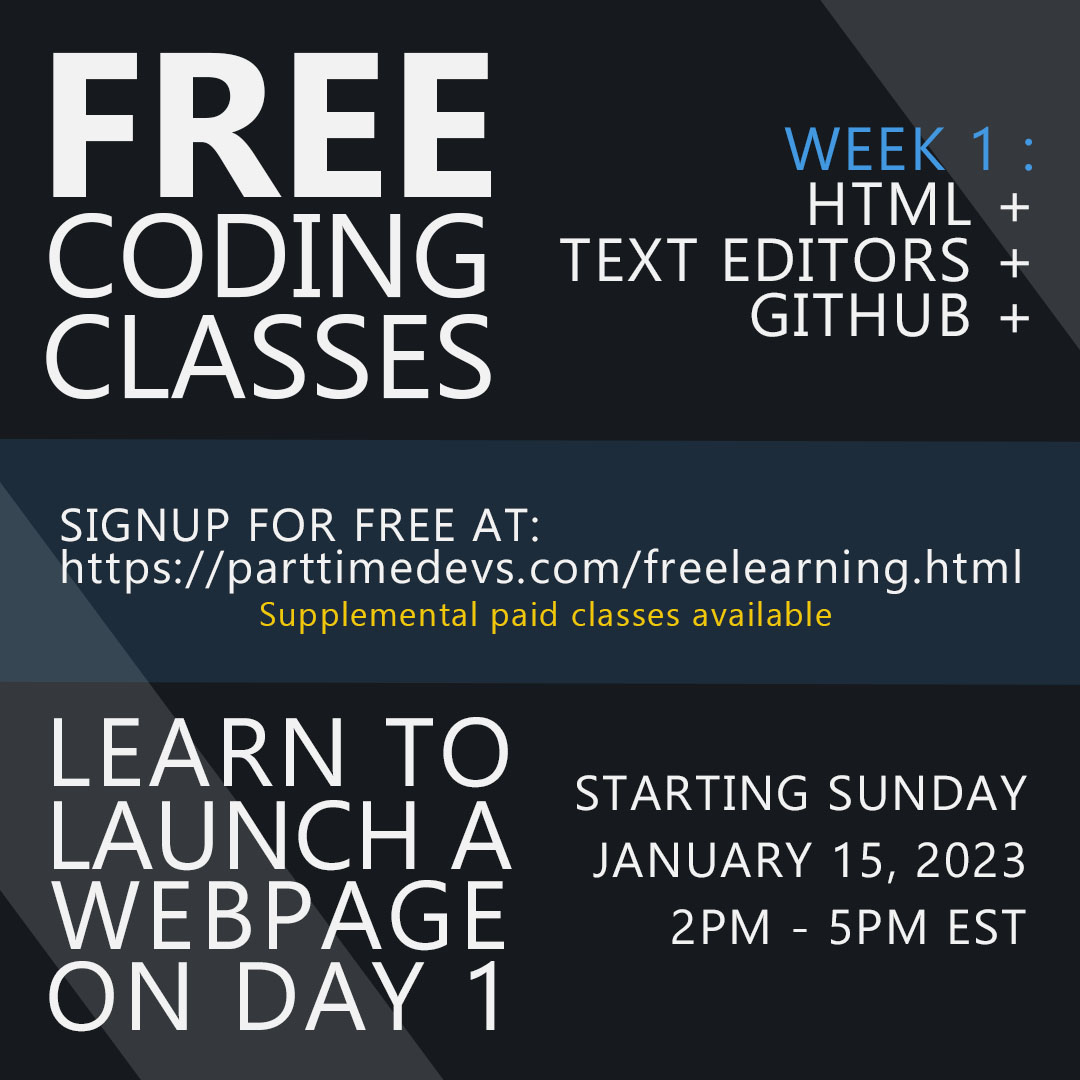 FREE
CODING
CLASSES
WEEK 1 :
HTML +
TEXT EDITORS +
GITHUB +
SIGNUP FOR FREE AT:
https://parttimedevs.com/freelearning.html
Supplemental paid classes available
LEARN TO
LAUNCH A
WEBPAGE
ON DAY 1
STARTING SUNDAY
JANUARY 15, 2023
2PM - 5PM EST